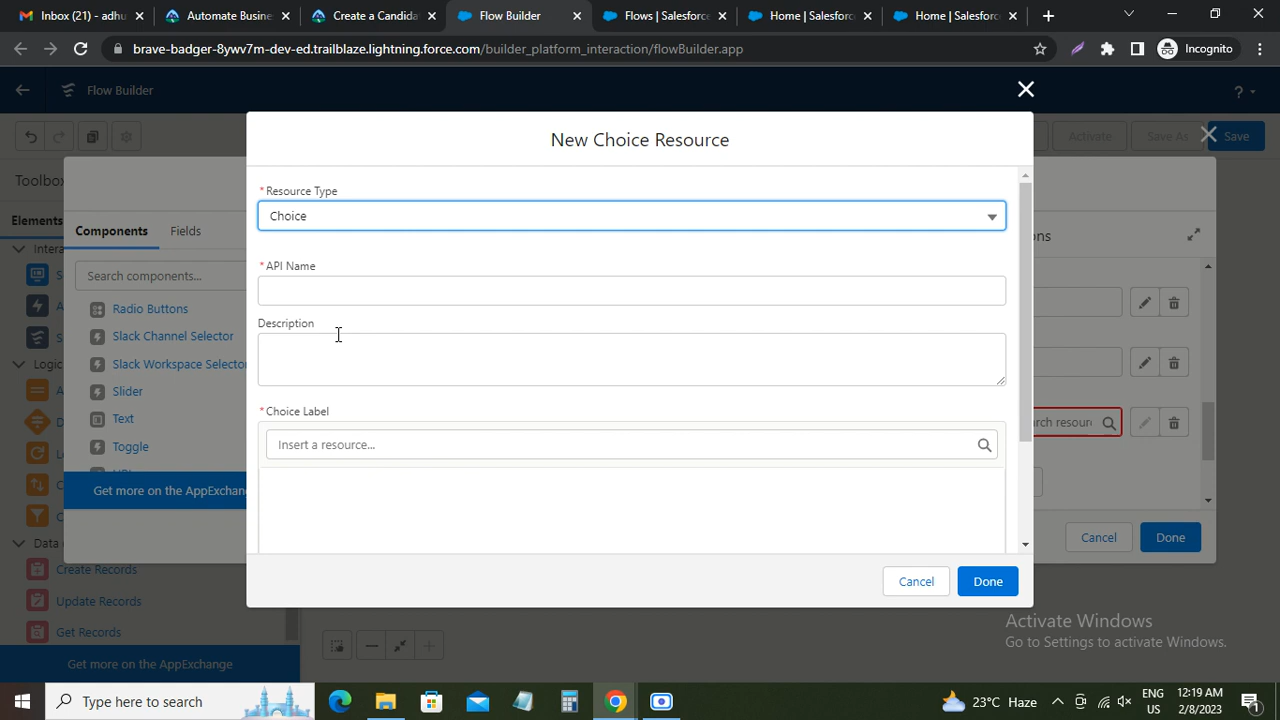 Inbox (21) - adhu
Automate Busine
Create a Candida
Flow Builder
Flows | Salesforce
Home | Salesforc
Home | Salesforc
brave-badger-8ywv7m-dev-ed.trailblaze.lightning.force.com/builder_platform_interaction/flowBuilder.app
Incognito
Flow Builder
?
New Choice Resource
Activate
Save As
Save
Toolbox
* Resource Type
Choice
Elements
Components
Fields
Search components...
* API Name
Radio Buttons
Slack Channel Selector
Description
Slack Workspace Selector
Logic
Slider
* Choice Label
Text
Insert a resource...
Toggle
Get more on the AppExchan
Cancel
Done
Data
Create Records
Cancel
Done
Update Records
Get Records
Activate Windows
Go to Settings to activate Windows.
Get more on the AppExchange
Type here to search
23°C Haze
ENG
US
12:19 AM
2/8/2023
1